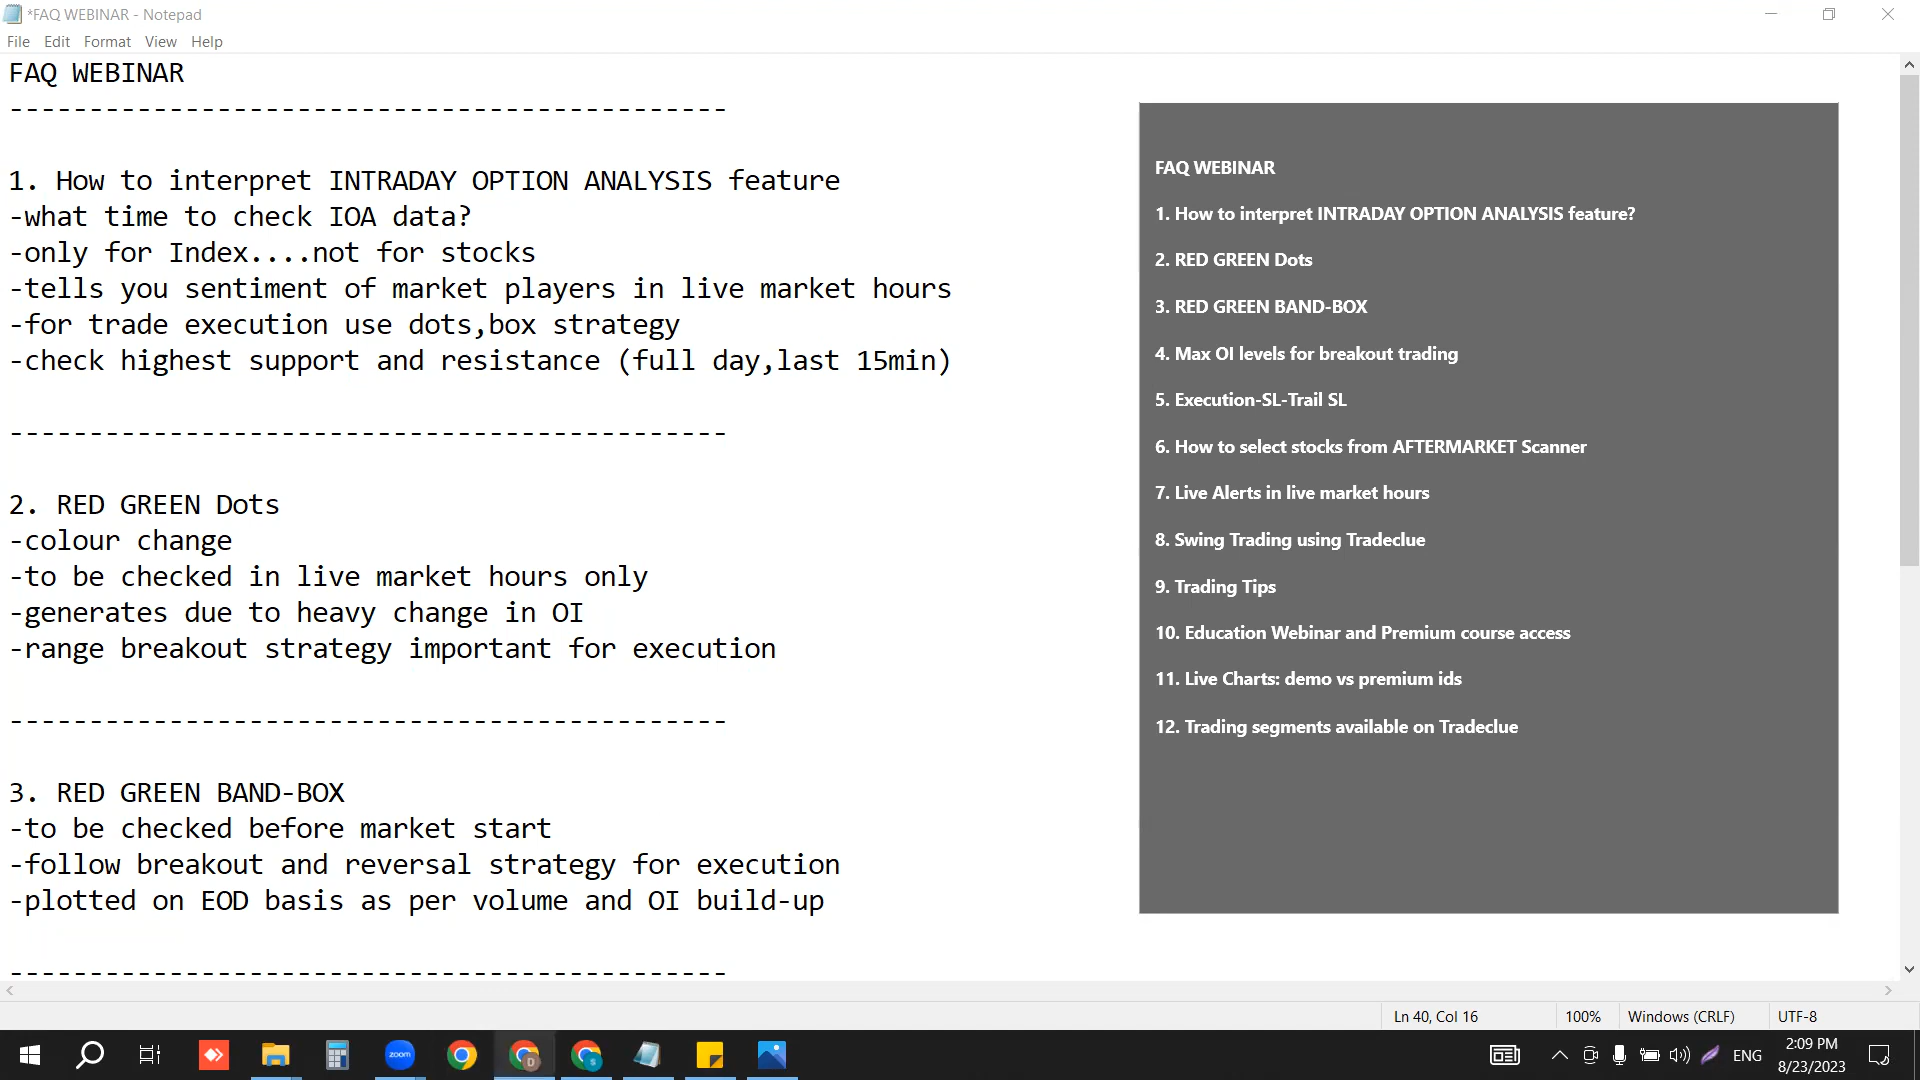 *FAQ WEBINAR - Notepad
File Edit Format View Help
FAQ WEBINAR
---------------------------------------------
1. How to interpret INTRADAY OPTION ANALYSIS feature
-what time to check IOA data?
-only for Index....not for stocks
-tells you sentiment of market players in live market hours
-for trade execution use dots,box strategy
-check highest support and resistance (full day,last 15min)
---------------------------------------------
2. RED GREEN Dots
-colour change
-to be checked in live market hours only
-generates due to heavy change in OI
-range breakout strategy important for execution
---------------------------------------------
3. RED GREEN BAND-BOX
-to be checked before market start
-follow breakout and reversal strategy for execution
-plotted on EOD basis as per volume and OI build-up
---------------------------------------------
FAQ WEBINAR
1. How to interpret INTRADAY OPTION ANALYSIS feature?
2. RED GREEN Dots
3. RED GREEN BAND-BOX
4. Max OI levels for breakout trading
5. Execution-SL-Trail SL
6. How to select stocks from AFTERMARKET Scanner
7. Live Alerts in live market hours
8. Swing Trading using Tradeclue
9. Trading Tips
10. Education Webinar and Premium course access
11. Live Charts: demo vs premium ids
12. Trading segments available on Tradeclue
Ln 40, Col 16 100% Windows (CRLF) UTF-8
zoom D S ENG 2:09 PM
8/23/2023